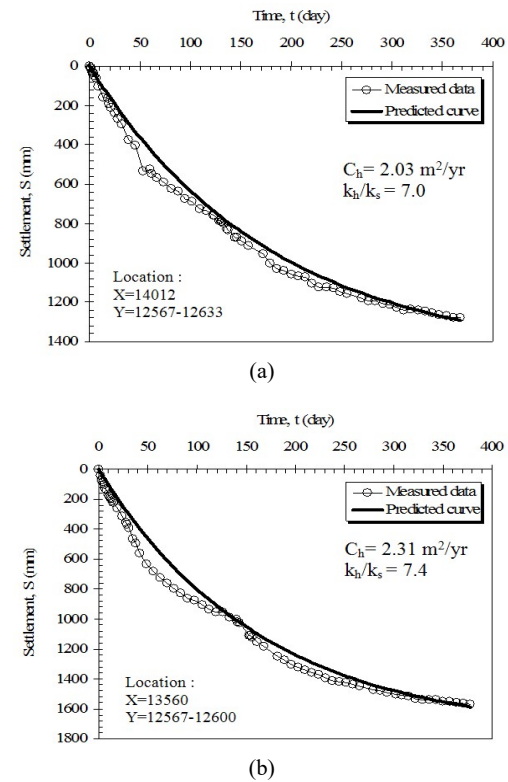 Time, t (day)
0 50 100 150 200 250 300 350 400
0
200
400
600
800
1000
1200
1400
Settlement, S (mm)
Measured data
Predicted curve
Ch= 2.03 m²/yr
kh/ks = 7.0
Location :
X=14012
Y=12567-12633
(a)
Time, t (day)
0 50 100 150 200 250 300 350 400
0
200
400
600
800
1000
1200
1400
1600
1800
Settlement, S (mm)
Measured data
Predicted curve
Ch= 2.31 m²/yr
kh/ks = 7.4
Location :
X=13560
Y=12567-12600
(b)